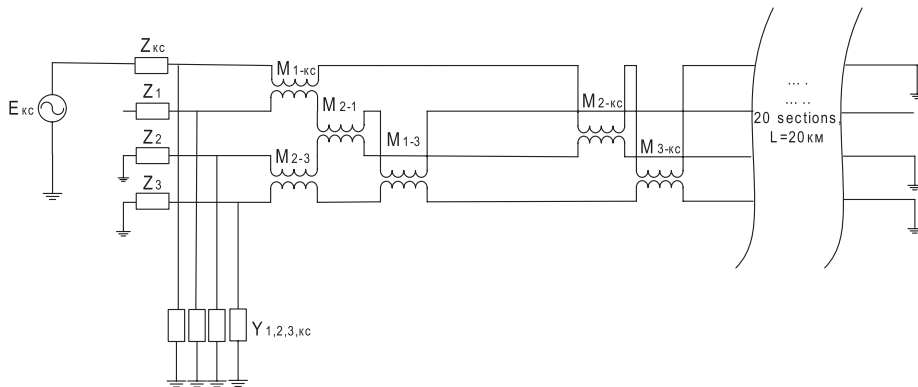 Zкс
M1-кс
Z1
M2-1
M2-кс
Eкс
M1-3
Z2
M2-3
M3-кс
Z3
.... .
.... ..
20 sections,
L=20км
Y1,2,3,кс